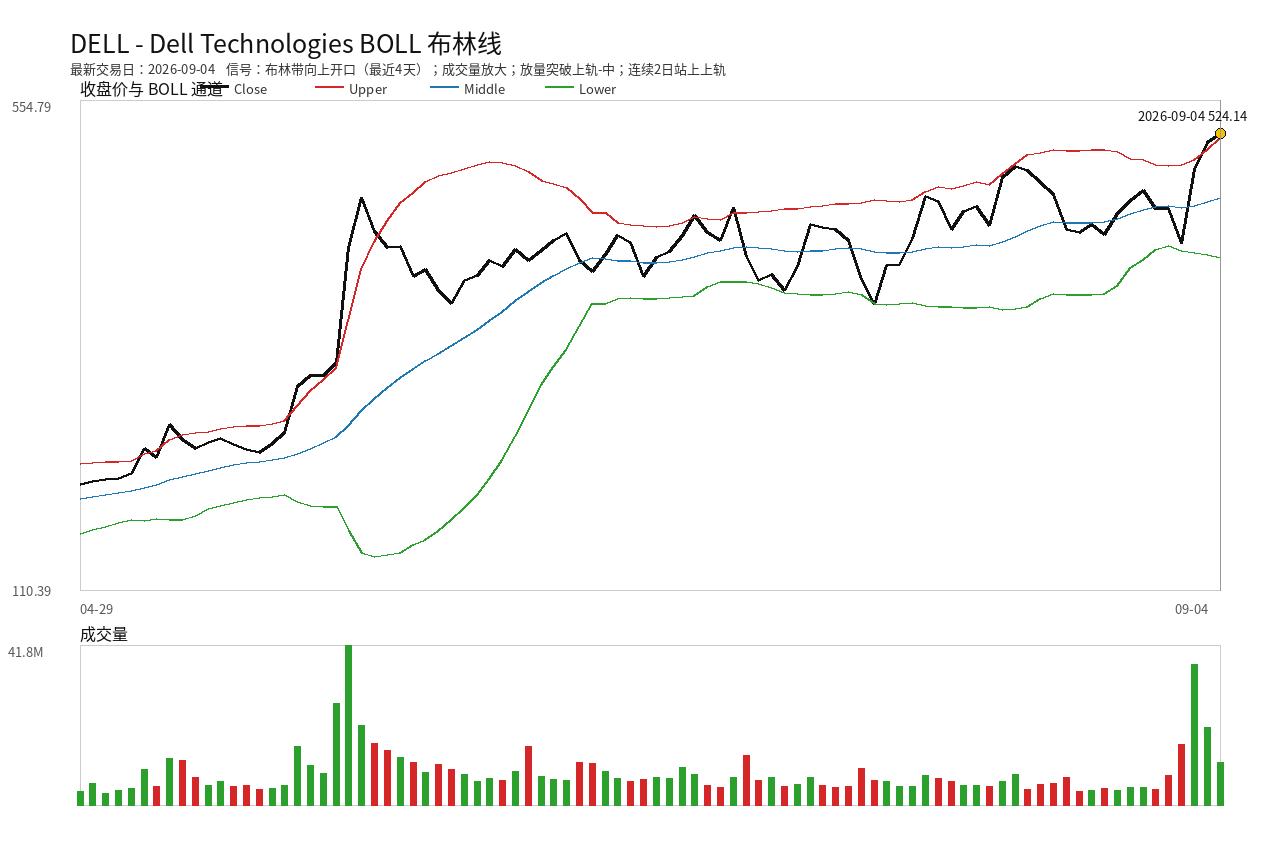 DELL - Dell Technologies BOLL 布林线
最新交易日：2026-09-04 信号：布林带向上开口（最近4天）；成交量放大；放量突破上轨-中；连续2日站上上轨
收盘价与 BOLL 通道 Close Upper Middle Lower
554.79
2026-09-04 524.14
110.39
04-29 09-04
成交量
41.8M